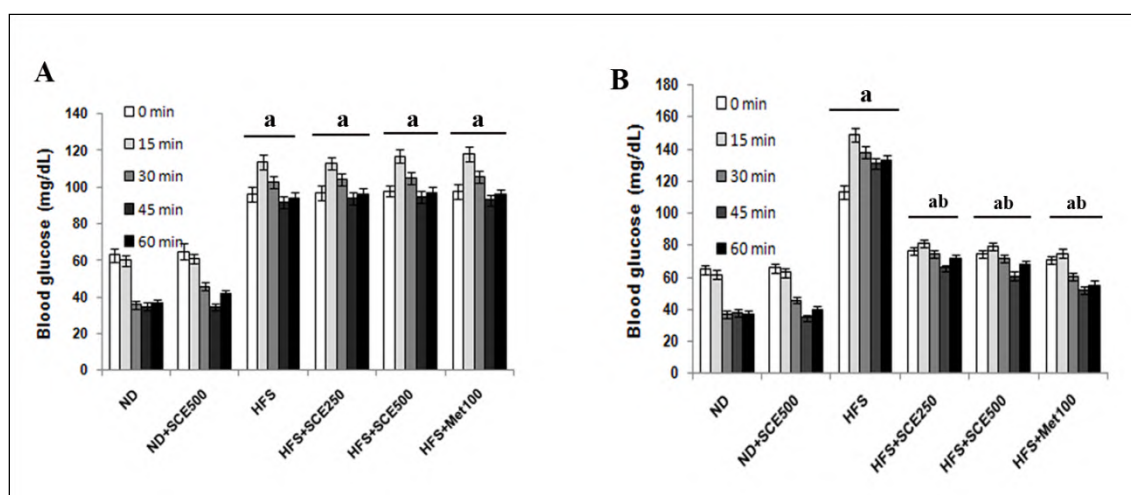 A
Blood glucose (mg/dL)
140
120
100
80
60
40
20
0
0 min
15 min
30 min
45 min
60 min
a
a
a
a
ND
ND+SCE500
HFS
HFS+SCE250
HFS+SCE500
HFS+Met100
B
Blood glucose (mg/dL)
180
160
140
120
100
80
60
40
20
0
0 min
15 min
30 min
45 min
60 min
a
ab
ab
ab
ND
ND+SCE500
HFS
HFS+SCE250
HFS+SCE500
HFS+Met100